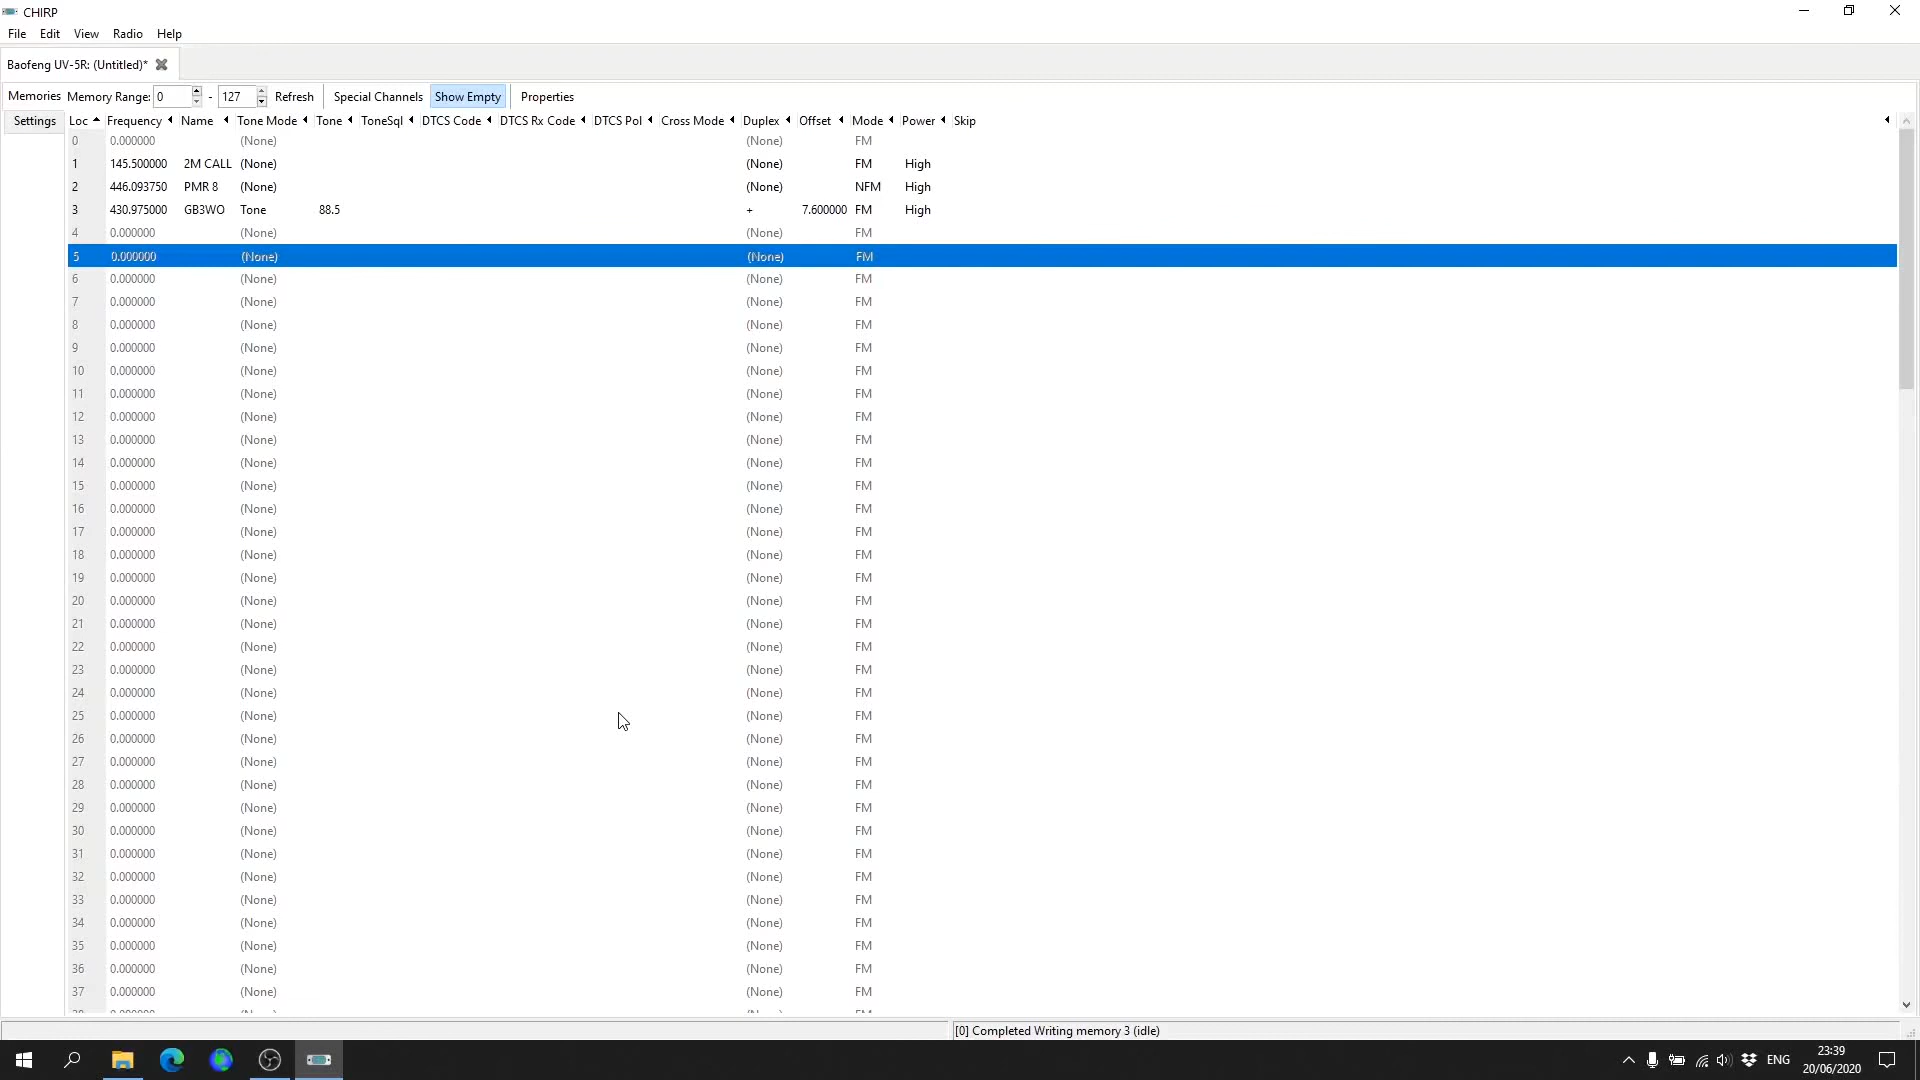 CHIRP
File Edit View Radio Help
Baofeng UV-5R: (Untitled)*
Memories Memory Range: 0 - 127 Refresh Special Channels Show Empty Properties
Settings Loc Frequency Name Tone Mode Tone ToneSql DTCS Code DTCS Rx Code DTCS Pol Cross Mode Duplex Offset Mode Power Skip
0 0.000000 (None) (None) FM
1 145.500000 2M CALL (None) (None) FM High
2 446.093750 PMR 8 (None) (None) NFM High
3 430.975000 GB3WO Tone 88.5 + 7.600000 FM High
4 0.000000 (None) (None) FM
5 0.000000 (None) (None) FM
6 0.000000 (None) (None) FM
7 0.000000 (None) (None) FM
8 0.000000 (None) (None) FM
9 0.000000 (None) (None) FM
10 0.000000 (None) (None) FM
11 0.000000 (None) (None) FM
12 0.000000 (None) (None) FM
13 0.000000 (None) (None) FM
14 0.000000 (None) (None) FM
15 0.000000 (None) (None) FM
16 0.000000 (None) (None) FM
17 0.000000 (None) (None) FM
18 0.000000 (None) (None) FM
19 0.000000 (None) (None) FM
20 0.000000 (None) (None) FM
21 0.000000 (None) (None) FM
22 0.000000 (None) (None) FM
23 0.000000 (None) (None) FM
24 0.000000 (None) (None) FM
25 0.000000 (None) (None) FM
26 0.000000 (None) (None) FM
27 0.000000 (None) (None) FM
28 0.000000 (None) (None) FM
29 0.000000 (None) (None) FM
30 0.000000 (None) (None) FM
31 0.000000 (None) (None) FM
32 0.000000 (None) (None) FM
33 0.000000 (None) (None) FM
34 0.000000 (None) (None) FM
35 0.000000 (None) (None) FM
36 0.000000 (None) (None) FM
37 0.000000 (None) (None) FM
[0] Completed Writing memory 3 (idle)
ENG
23:39
20/06/2020